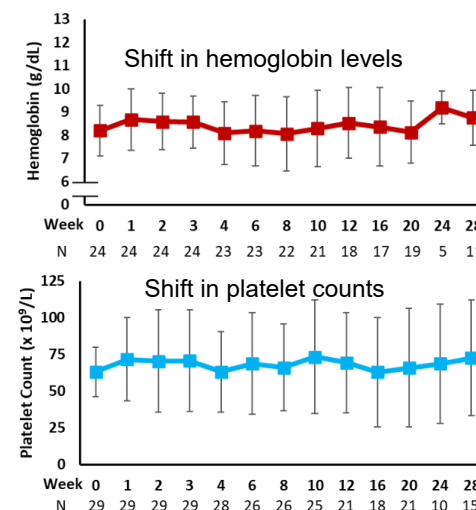 Shift in hemoglobin levels
Hemoglobin (g/dL)
13
12
11
10
9
8
7
6
0
Week 0 1 2 3 4 6 8 10 12 16 20 24 28
N 24 24 24 24 23 23 22 21 18 17 19 5
Shift in platelet counts
Platelet Count (x 10⁹/L)
125
100
75
50
25
0
Week 0 1 2 3 4 6 8 10 12 16 20 24 28
N 29 29 29 29 28 26 26 25 21 18 21 10 15